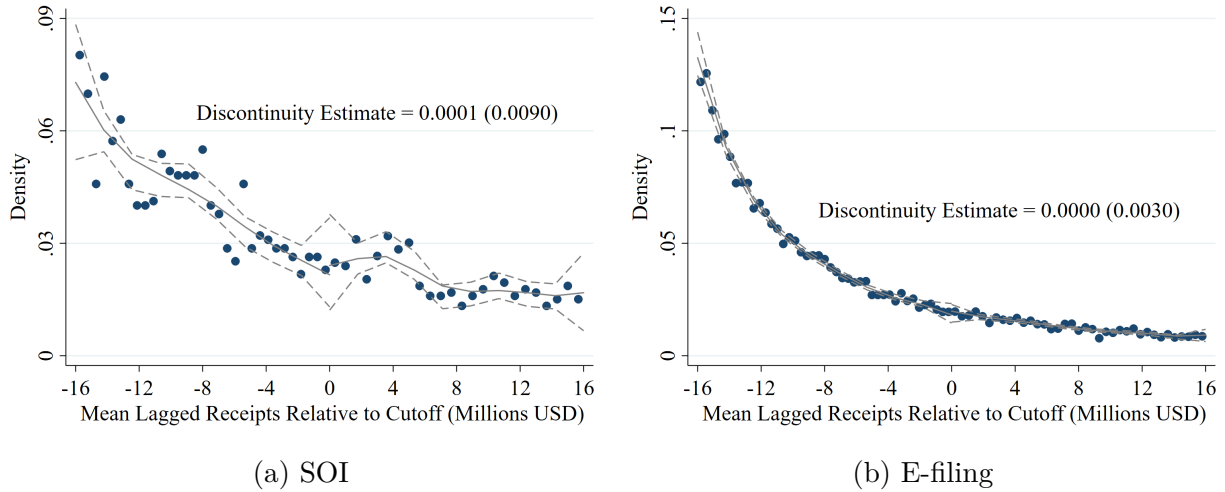 .09
.06
.03
0
Density
Discontinuity Estimate = 0.0001 (0.0090)
-16 -12 -8 -4 0 4 8 12 16
Mean Lagged Receipts Relative to Cutoff (Millions USD)
(a) SOI
.15
.1
.05
0
Density
Discontinuity Estimate = 0.0000 (0.0030)
-16 -12 -8 -4 0 4 8 12 16
Mean Lagged Receipts Relative to Cutoff (Millions USD)
(b) E-filing